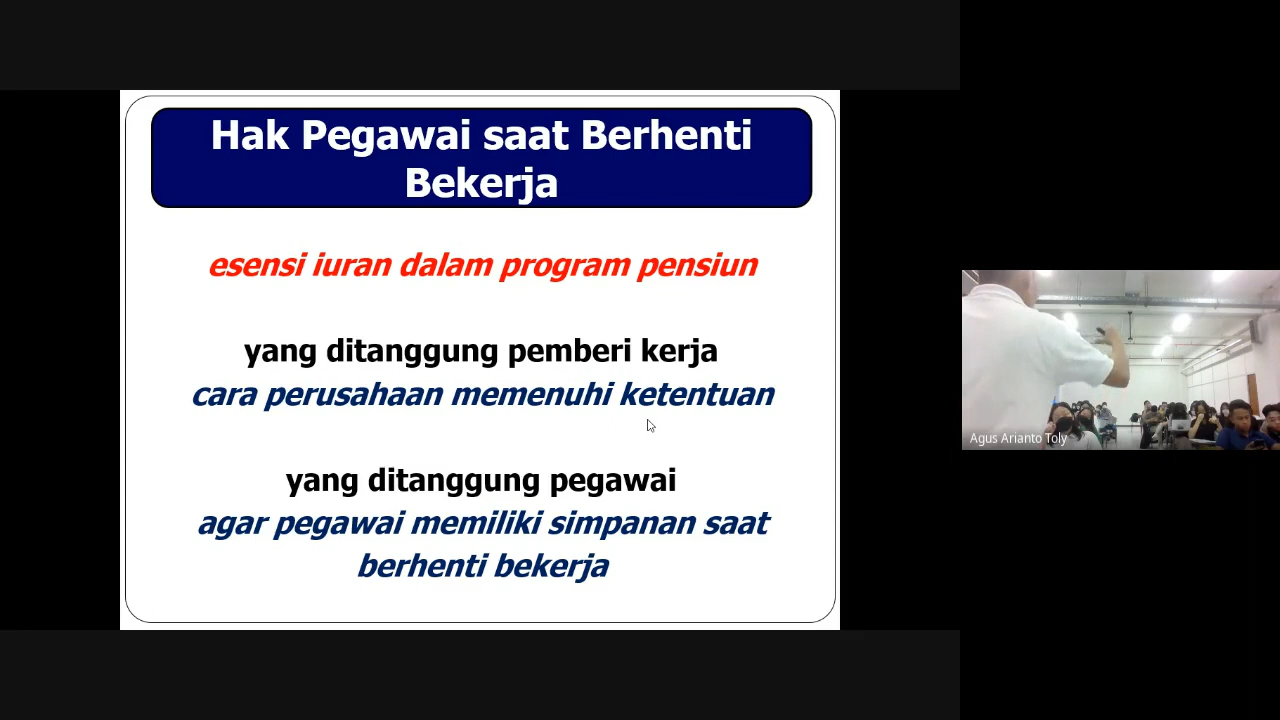 Hak Pegawai saat Berhenti
Bekerja
esensi iuran dalam program pensiun
yang ditanggung pemberi kerja
cara perusahaan memenuhi ketentuan
yang ditanggung pegawai
agar pegawai memiliki simpanan saat
berhenti bekerja
Agus Arianto Toly